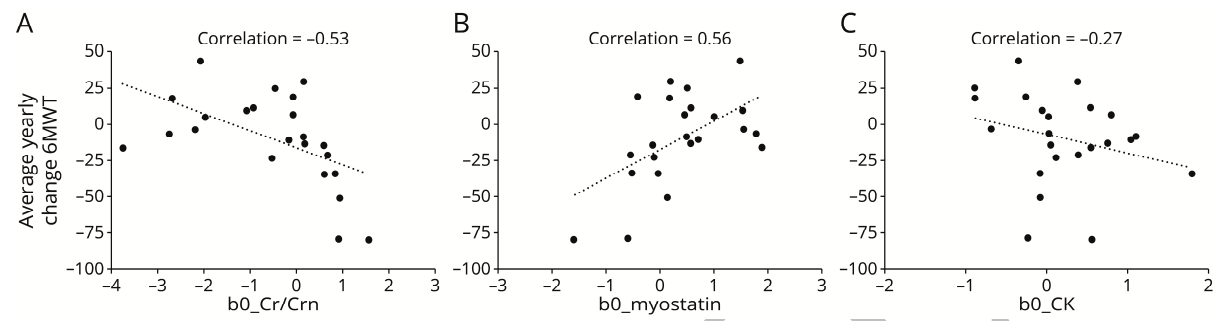 A
Correlation = –0.53
Average yearly
change 6MWT
50
25
0
–25
–50
–75
–100
–4 –3 –2 –1 0 1 2 3
b0_Cr/Crn
B
Correlation = 0.56
50
25
0
–25
–50
–75
–100
–3 –2 –1 0 1 2 3
b0_myostatin
C
Correlation = –0.27
50
25
0
–25
–50
–75
–100
–2 –1 0 1 2
b0_CK